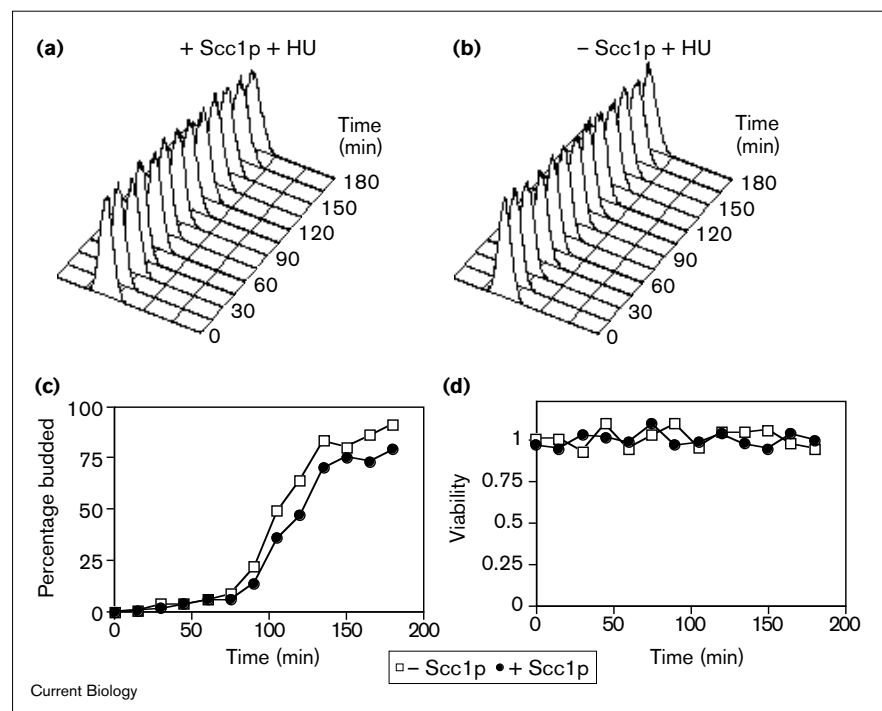 (a)
+ Scc1p + HU
Time
(min)
180
150
120
90
60
30
0
(b)
– Scc1p + HU
Time
(min)
180
150
120
90
60
30
0
(c)
Percentage budded
100
75
50
25
0
0
50
100
150
200
Time (min)
(d)
Viability
1
0.75
0.5
0.25
0
0
50
100
150
200
Time (min)
– Scc1p + Scc1p
Current Biology